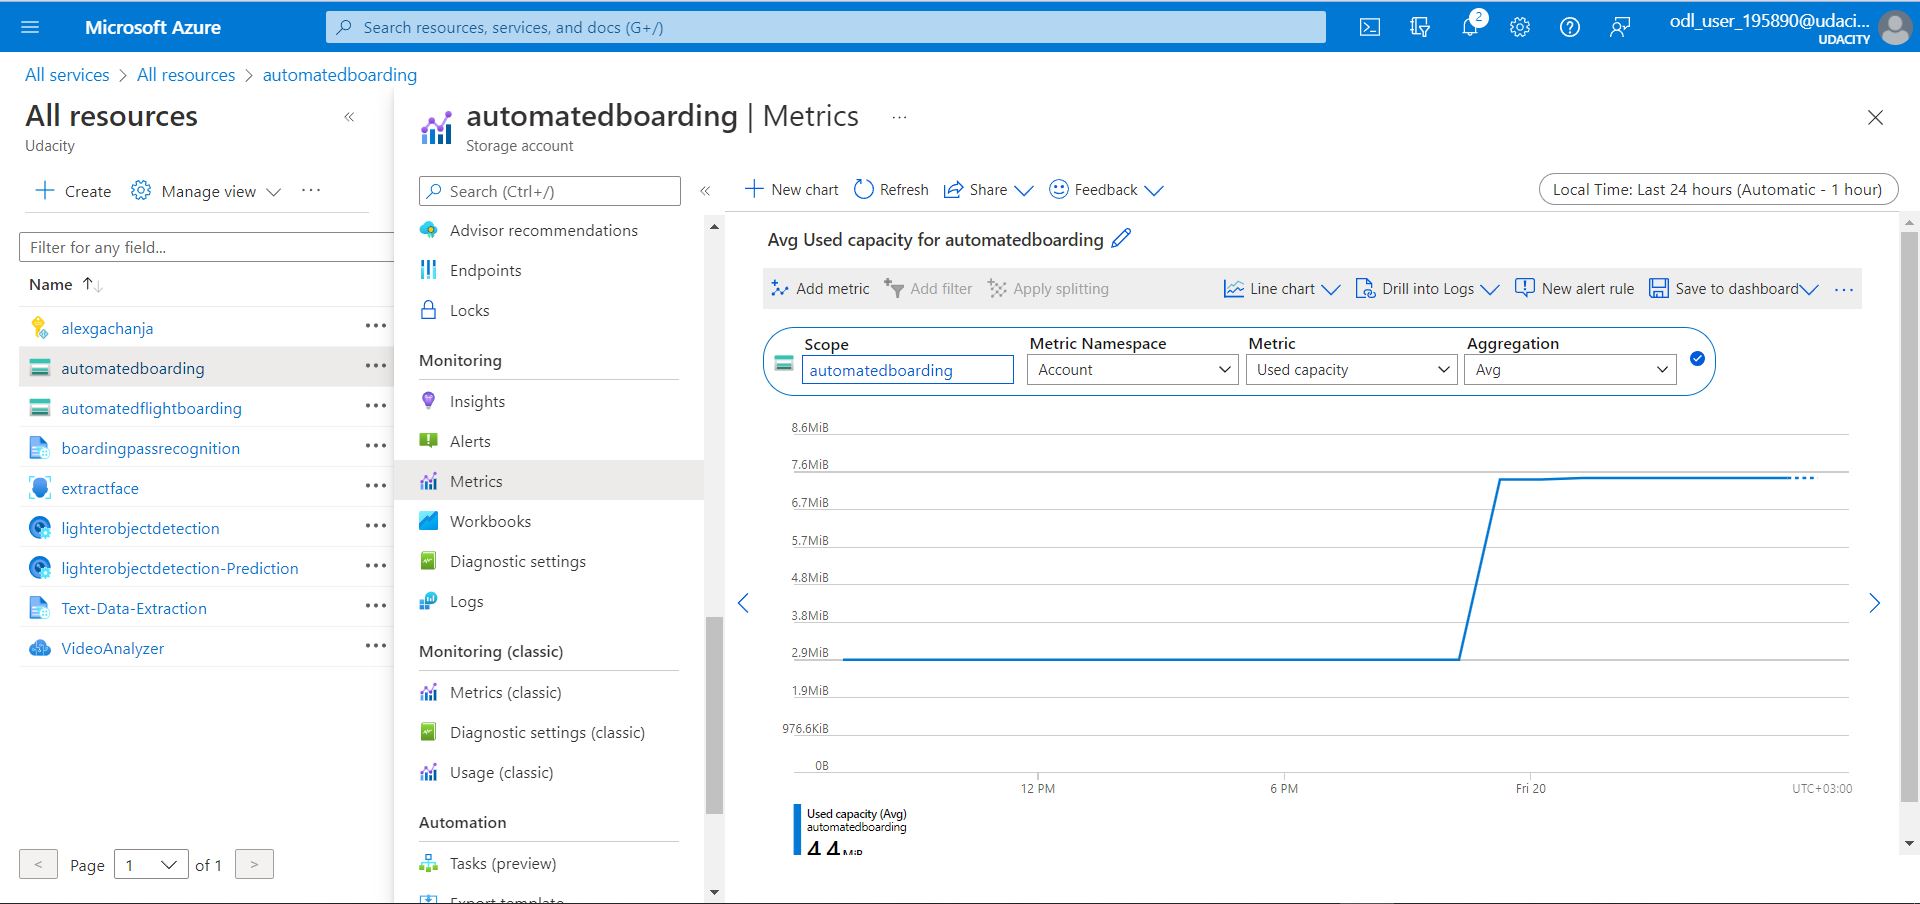 Microsoft Azure
Search resources, services, and docs (G+/)
2
odl_user_195890@udaci...
UDACITY
All services > All resources > automatedboarding
All resources
Udacity
Create
Manage view
Filter for any field...
Name
alexgachanja
automatedboarding
automatedflightboarding
boardingpassrecognition
extractface
lighterobjectdetection
lighterobjectdetection-Prediction
Text-Data-Extraction
VideoAnalyzer
< Page 1 of 1 >
automatedboarding | Metrics
Storage account
Search (Ctrl+/)
Advisor recommendations
Endpoints
Locks
Monitoring
Insights
Alerts
Metrics
Workbooks
Diagnostic settings
Logs
Monitoring (classic)
Metrics (classic)
Diagnostic settings (classic)
Usage (classic)
Automation
Tasks (preview)
Export template
New chart
Refresh
Share
Feedback
Local Time: Last 24 hours (Automatic - 1 hour)
Avg Used capacity for automatedboarding
Add metric
Add filter
Apply splitting
Line chart
Drill into Logs
New alert rule
Save to dashboard
Scope
automatedboarding
Metric Namespace
Account
Metric
Used capacity
Aggregation
Avg
8.6MiB
7.6MiB
6.7MiB
5.7MiB
4.8MiB
3.8MiB
2.9MiB
1.9MiB
976.6KiB
0B
12 PM
6 PM
Fri 20
UTC+03:00
Used capacity (Avg)
automatedboarding
4.4 MiB